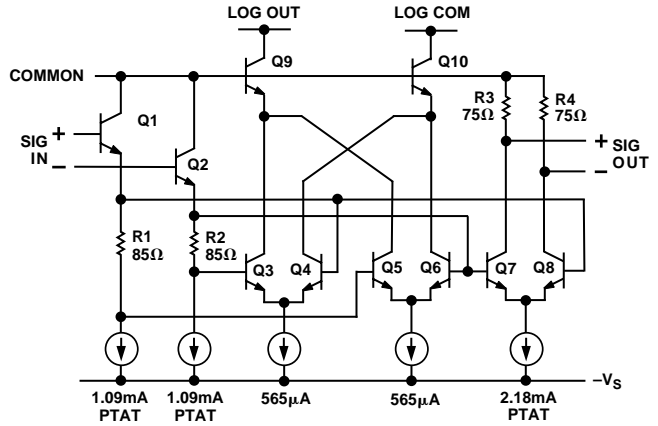 LOG OUT LOG COM
Q9 Q10
COMMON
R3
75Ω
R4
75Ω
Q1
SIG
IN
+
−
Q2
+
−
SIG
OUT
R1
85Ω
R2
85Ω
Q3 Q4 Q5 Q6 Q7 Q8
−VS
1.09mA
PTAT
1.09mA
PTAT
565μA
565μA
2.18mA
PTAT